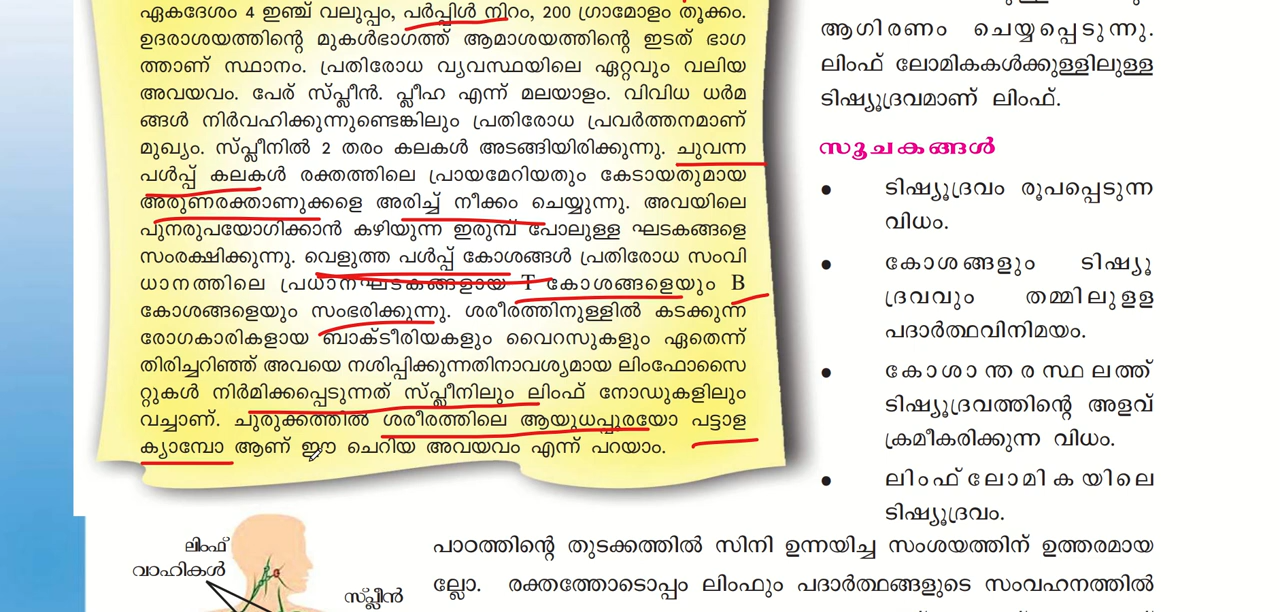 ഏകദേശം 4 ഇഞ്ച് വലുപ്പം, പർപ്പിൾ നിറം, 200 ഗ്രാമോളം തൂക്കം.
ഉദരാശയത്തിന്റെ മുകൾഭാഗത്ത് ആമാശയത്തിന്റെ ഇടത് ഭാഗ
ത്താണ് സ്ഥാനം. പ്രതിരോധ വ്യവസ്ഥയിലെ ഏറ്റവും വലിയ
അവയവം. പേര് സ്പ്ലീൻ. പ്ലീഹ എന്ന് മലയാളം. വിവിധ ധർമ
ങ്ങൾ നിർവഹിക്കുന്നുണ്ടെങ്കിലും പ്രതിരോധ പ്രവർത്തനമാണ്
മുഖ്യം. സ്പ്ലീനിൽ 2 തരം കലകൾ അടങ്ങിയിരിക്കുന്നു. ചുവന്ന
പൾപ്പ് കലകൾ രക്തത്തിലെ പ്രായമേറിയതും കേടായതുമായ
അരുണരക്താണുക്കളെ അരിച്ച് നീക്കം ചെയ്യുന്നു. അവയിലെ
പുനരുപയോഗിക്കാൻ കഴിയുന്ന ഇരുമ്പ് പോലുള്ള ഘടകങ്ങളെ
സംരക്ഷിക്കുന്നു. വെളുത്ത പൾപ്പ് കോശങ്ങൾ പ്രതിരോധ സംവി
ധാനത്തിലെ പ്രധാനഘടകങ്ങളായ T കോശങ്ങളെയും B
കോശങ്ങളെയും സംഭരിക്കുന്നു. ശരീരത്തിനുള്ളിൽ കടക്കുന്ന
രോഗകാരികളായ ബാക്ടീരിയകളും വൈറസുകളും ഏതെന്ന്
തിരിച്ചറിഞ്ഞ് അവയെ നശിപ്പിക്കുന്നതിനാവശ്യമായ ലിംഫോസൈ
റ്റുകൾ നിർമിക്കപ്പെടുന്നത് സ്പ്ലീനിലും ലിംഫ് നോഡുകളിലും
വച്ചാണ്. ചുരുക്കത്തിൽ ശരീരത്തിലെ ആയുധപ്പുരയോ പട്ടാള
ക്യാമ്പോ ആണ് ഈ ചെറിയ അവയവം എന്ന് പറയാം.
ആഗിരണം ചെയ്യപ്പെടുന്നു.
ലിംഫ് ലോമികകൾക്കുള്ളിലുള്ള
ടിഷ്യൂദ്രവമാണ് ലിംഫ്.
സൂചകങ്ങൾ
● ടിഷ്യൂദ്രവം രൂപപ്പെടുന്ന
വിധം.
● കോശങ്ങളും ടിഷ്യൂ
ദ്രവവും തമ്മിലുളള
പദാർത്ഥവിനിമയം.
● കോശാന്തരസ്ഥലത്ത്
ടിഷ്യൂദ്രവത്തിന്റെ അളവ്
ക്രമീകരിക്കുന്ന വിധം.
● ലിംഫ് ലോമികയിലെ
ടിഷ്യൂദ്രവം.
ലിംഫ്
വാഹികൾ
സ്പ്ലീൻ
പാഠത്തിന്റെ തുടക്കത്തിൽ സിനി ഉന്നയിച്ച സംശയത്തിന് ഉത്തരമായ
ല്ലോ. രക്തത്തോടൊപ്പം ലിംഫും പദാർത്ഥങ്ങളുടെ സംവഹനത്തിൽ